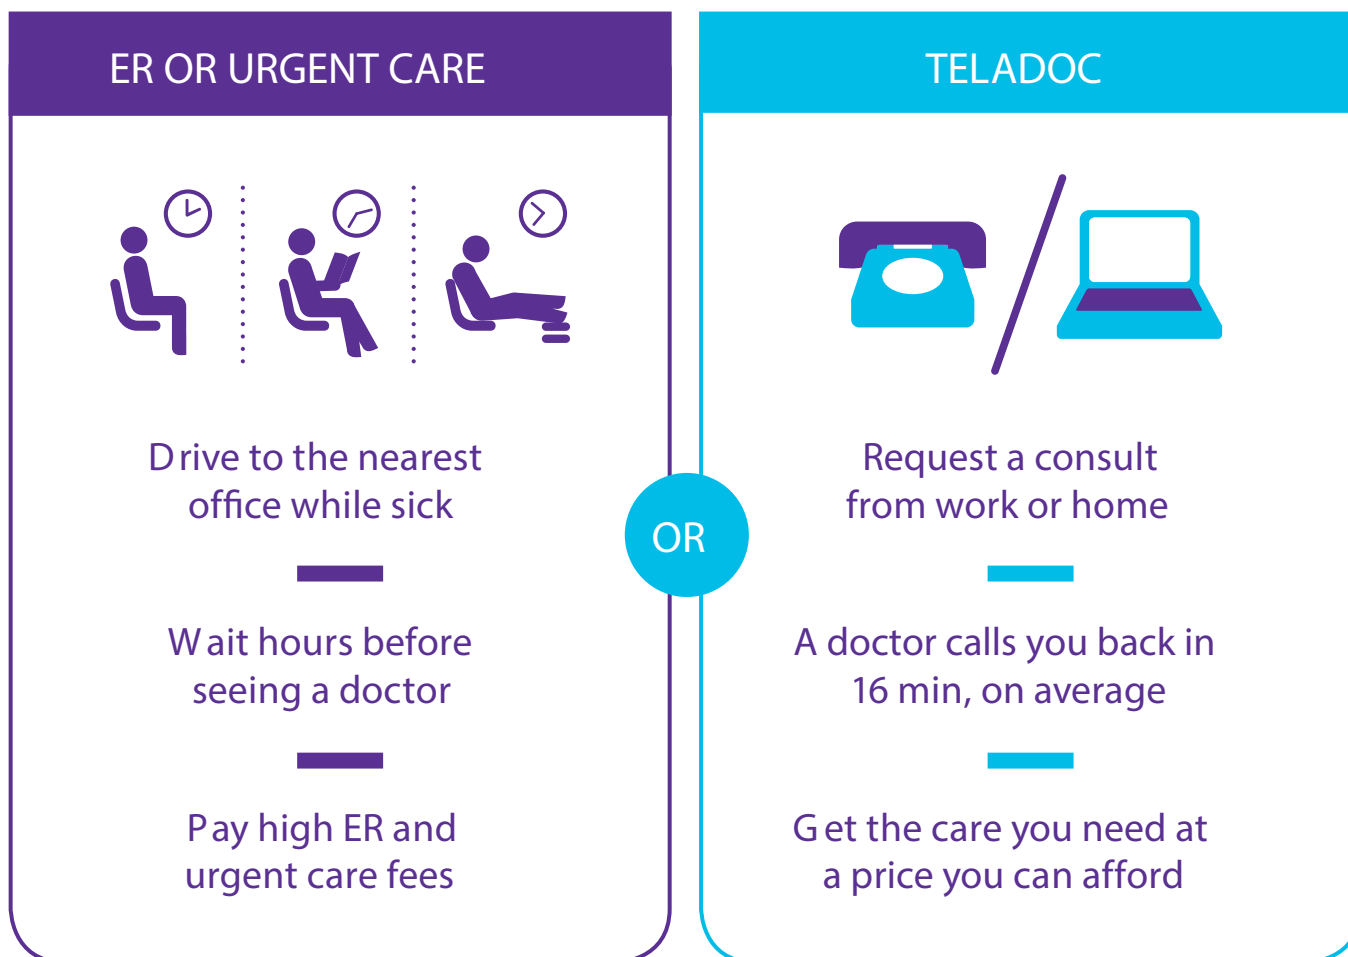 ER OR URGENT CARE
Drive to the nearest
office while sick
Wait hours before
seeing a doctor
Pay high ER and
urgent care fees
OR
TELADOC
Request a consult
from work or home
A doctor calls you back in
16 min, on average
Get the care you need at
a price you can afford